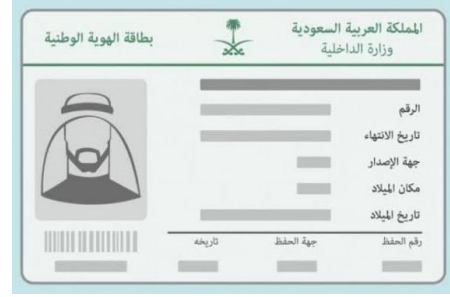 المملكة العربية السعودية
وزارة الداخلية
بطاقة الهوية الوطنية
الرقم
تاريخ الانتهاء
جهة الإصدار
مكان الميلاد
تاريخ الميلاد
رقم الحفظ جهة الحفظ تاريخه